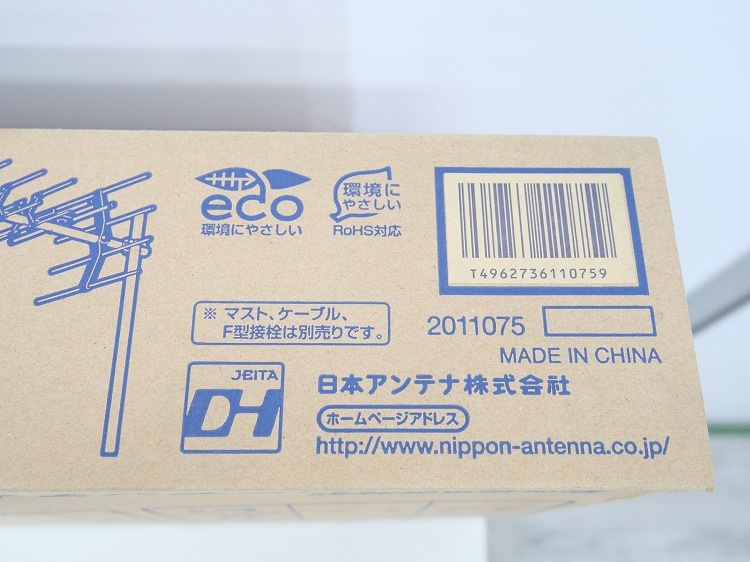 eco
環境にやさしい
環境に
やさしい
RoHS対応
T4962736110759
※ マスト、ケーブル、
F型接栓は別売りです。
2011075
MADE IN CHINA
JEITA
DH
日本アンテナ株式会社
ホームページアドレス
http://www.nippon-antenna.co.jp/